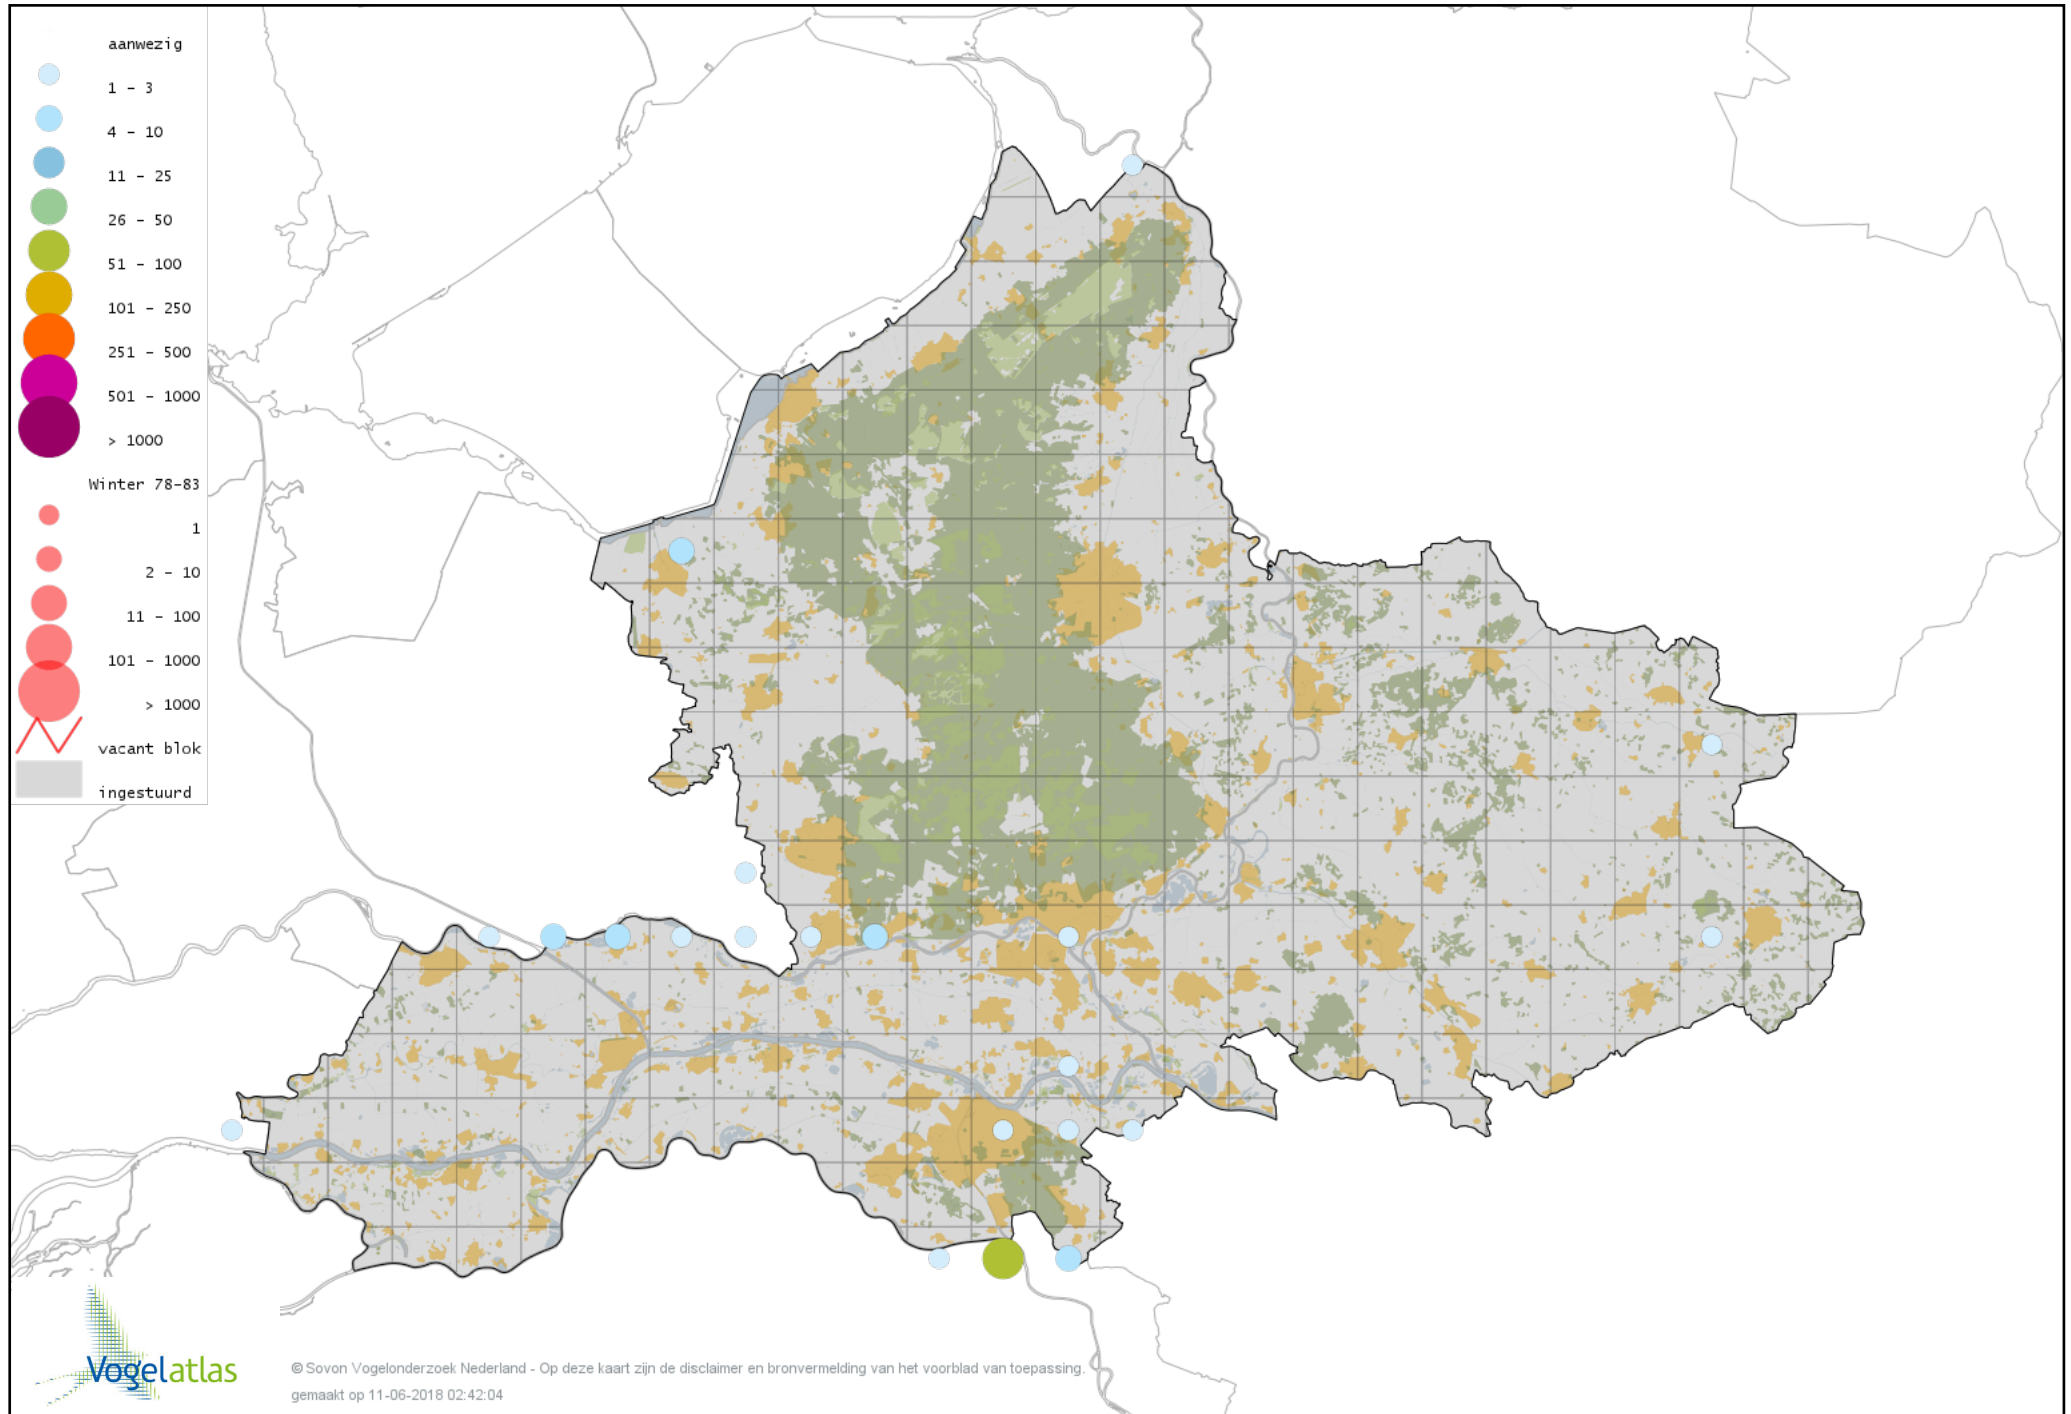 aanwezig
1 - 3
4 - 10
11 - 25
26 - 50
51 - 100
101 - 250
251 - 500
501 - 1000
> 1000
Winter 78-83
1
2 - 10
11 - 100
101 - 1000
> 1000
vacant blok
ingestuurd
Vogelatlas
© Sovon Vogelonderzoek Nederland - Op deze kaart zijn de disclaimer en bronvermelding van het voorblad van toepassing.
gemaakt op 11-06-2018 02:42:04